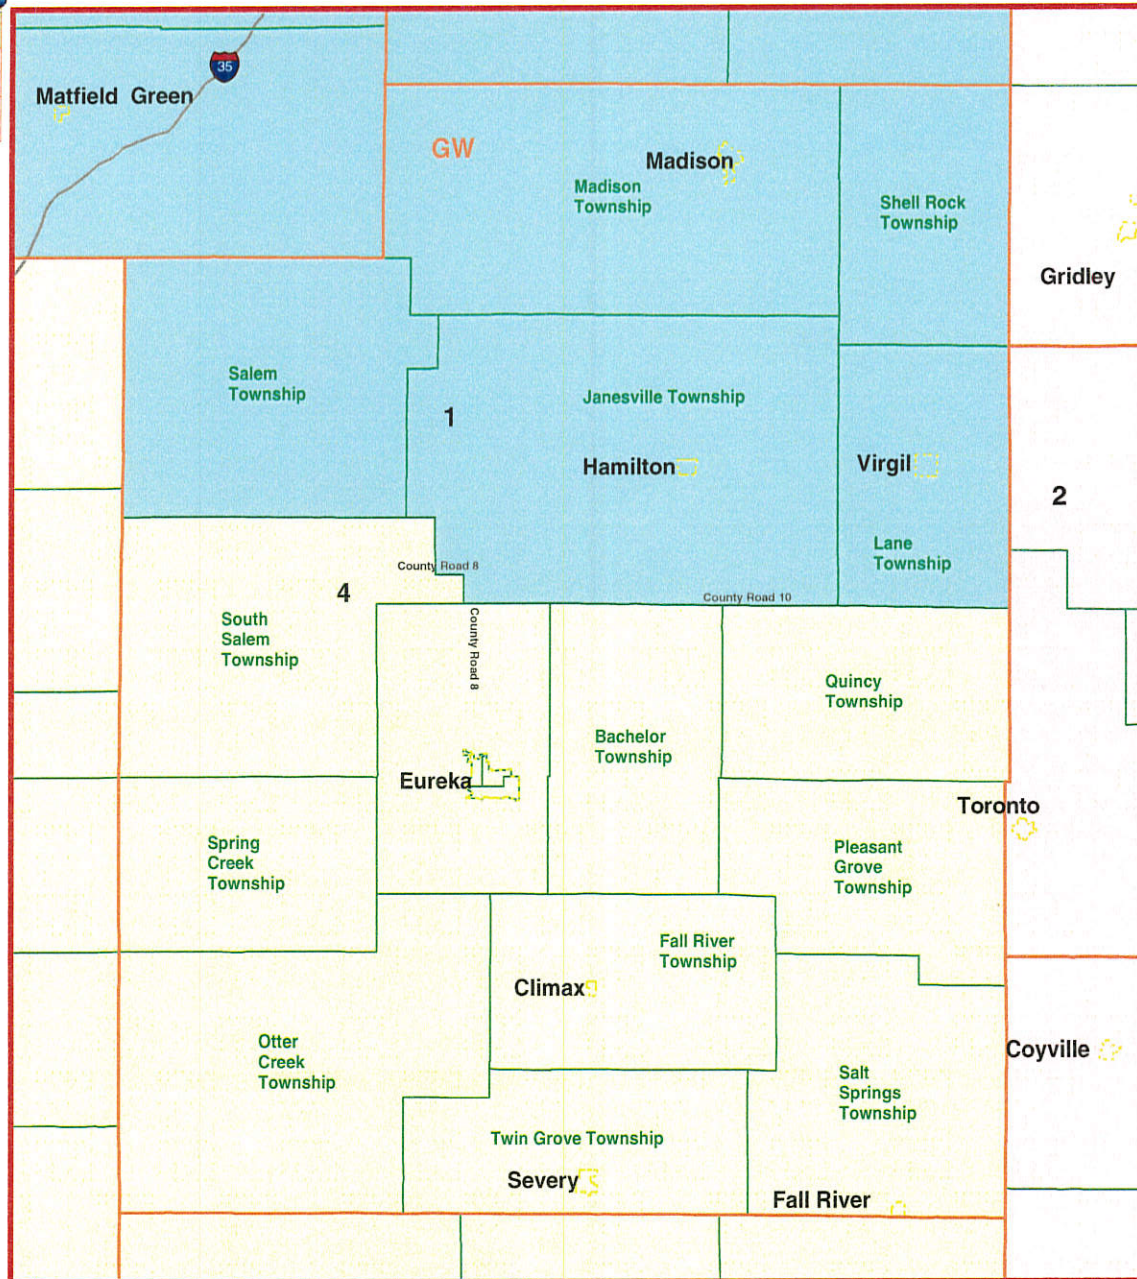 35
Matfield Green
GW
Madison
Madison
Township
Shell Rock
Township
Gridley
Salem
Township
1
Janesville Township
Hamilton
Virgil
2
Lane
Township
County Road 8
4
County Road 10
South
Salem
Township
County Road 8
Quincy
Township
Bachelor
Township
Eureka
Toronto
Spring
Creek
Township
Pleasant
Grove
Township
Fall River
Township
Climax
Otter
Creek
Township
Coyville
Salt
Springs
Township
Twin Grove Township
Severy
Fall River